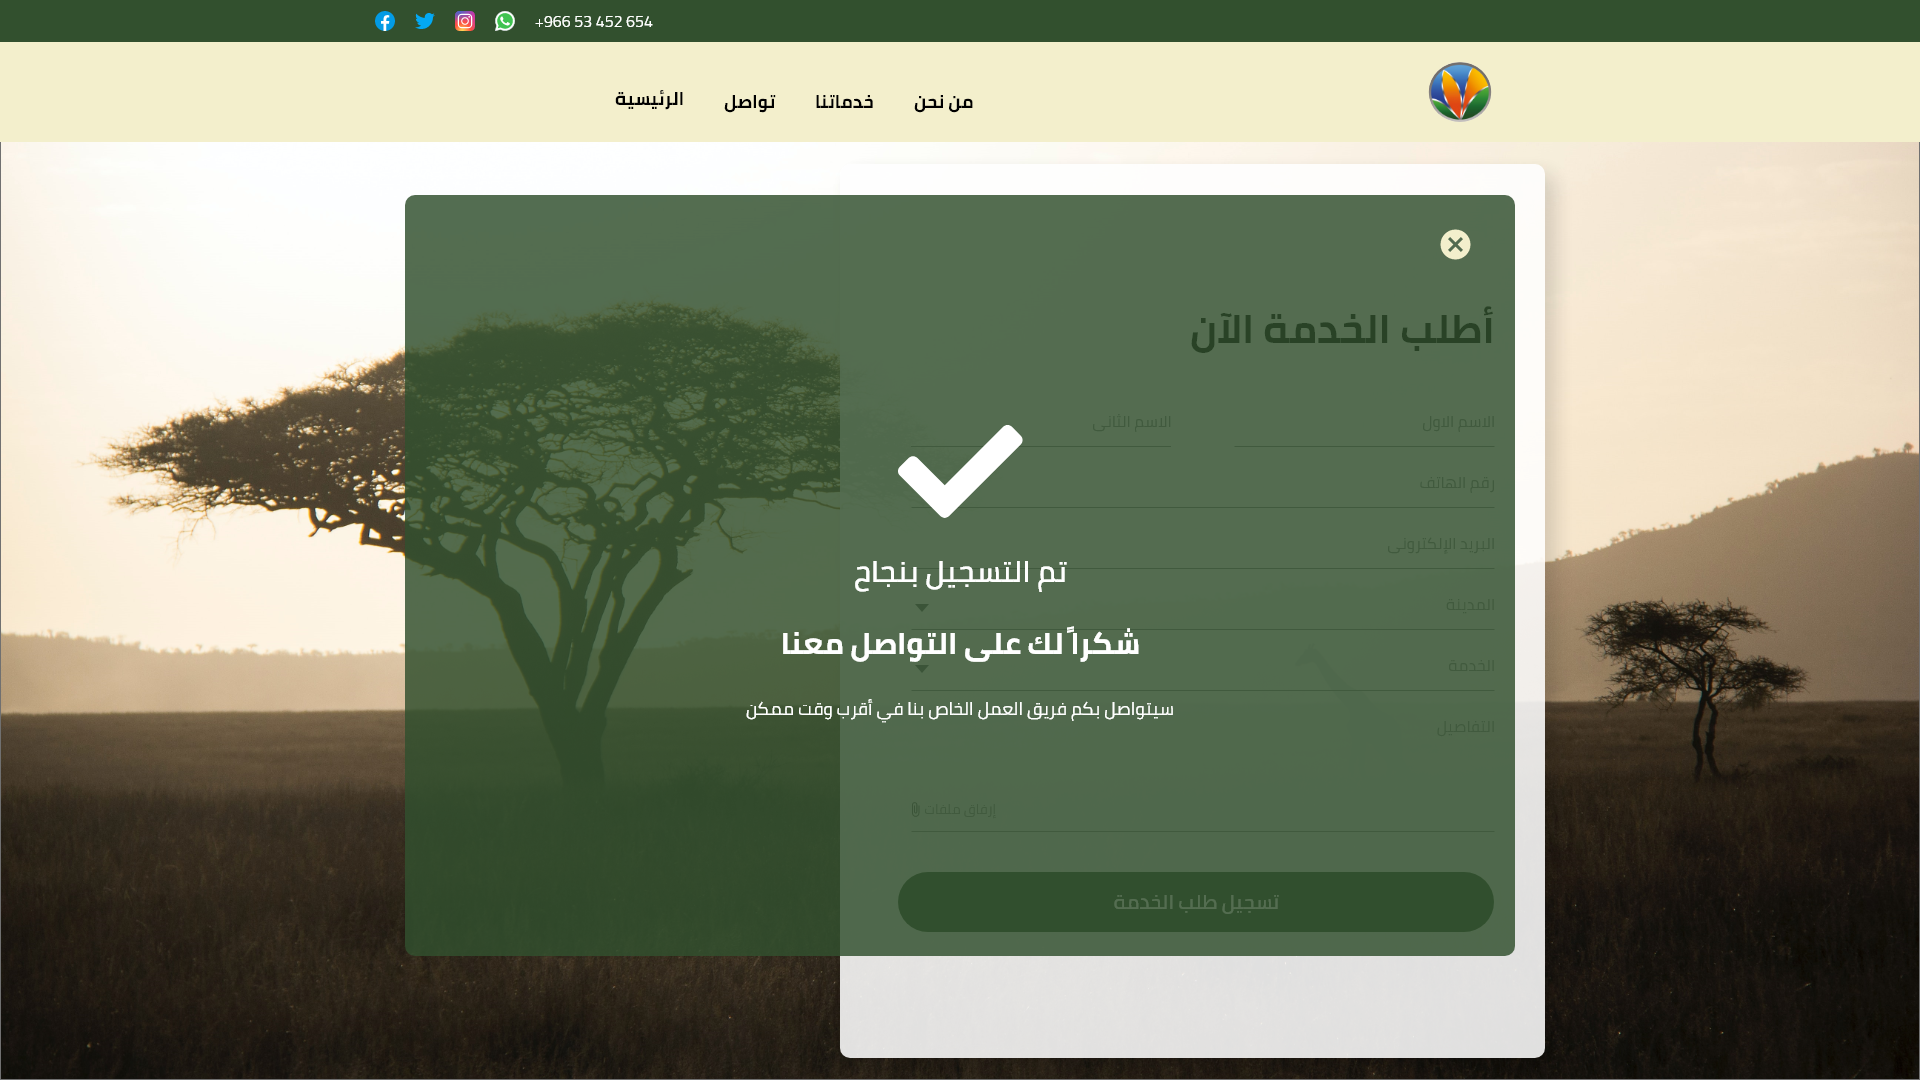 +966 53 452 654
من نحن
خدماتنا
تواصل
الرئيسية
أطلب الخدمة الآن
الاسم الاول
الاسم الثانى
رقم الهاتف
البريد الإلكترونى
المدينة
الخدمة
التفاصيل
إرفاق ملفات
تسجيل طلب الخدمة
تم التسجيل بنجاح
شكراً لك على التواصل معنا
سيتواصل بكم فريق العمل الخاص بنا في أقرب وقت ممكن